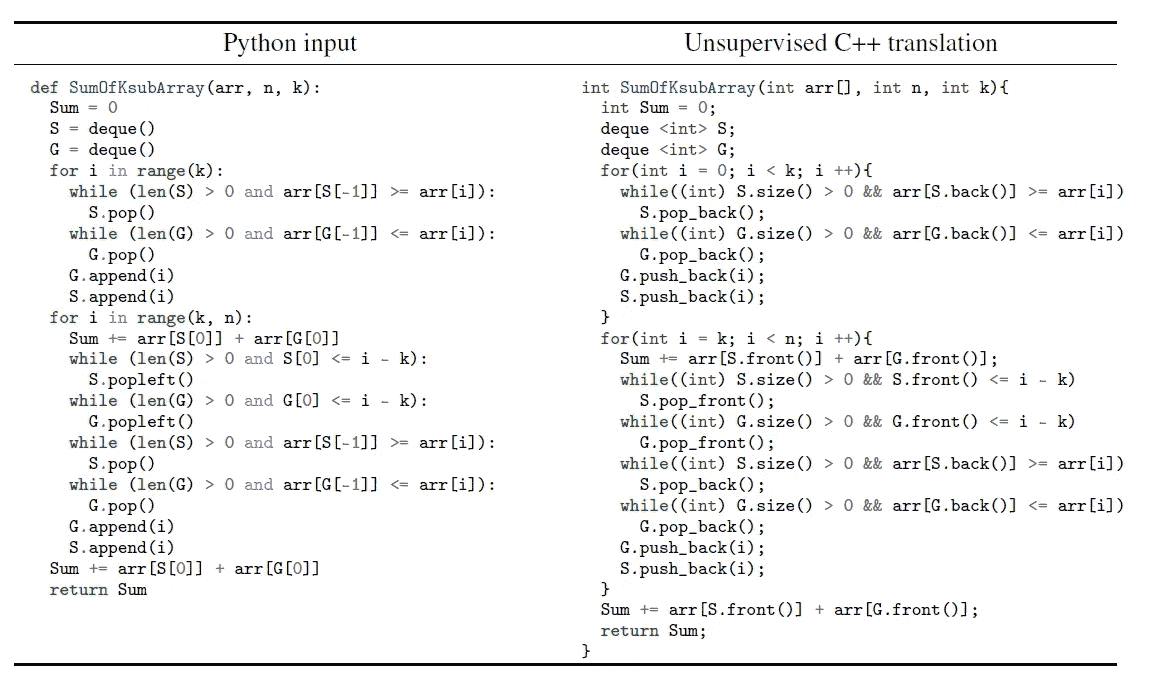 Python input
def SumOfKsubArray(arr, n, k):
  Sum = 0
  S = deque()
  G = deque()
  for i in range(k):
    while (len(S) > 0 and arr[S[-1]] >= arr[i]):
      S.pop()
    while (len(G) > 0 and arr[G[-1]] <= arr[i]):
      G.pop()
    G.append(i)
    S.append(i)
  for i in range(k, n):
    Sum += arr[S[0]] + arr[G[0]]
    while (len(S) > 0 and S[0] <= i - k):
      S.popleft()
    while (len(G) > 0 and G[0] <= i - k):
      G.popleft()
    while (len(S) > 0 and arr[S[-1]] >= arr[i]):
      S.pop()
    while (len(G) > 0 and arr[G[-1]] <= arr[i]):
      G.pop()
    G.append(i)
    S.append(i)
  Sum += arr[S[0]] + arr[G[0]]
  return Sum
Unsupervised C++ translation
int SumOfKsubArray(int arr[], int n, int k){
  int Sum = 0;
  deque <int> S;
  deque <int> G;
  for(int i = 0; i < k; i ++){
    while((int) S.size() > 0 && arr[S.back()] >= arr[i])
      S.pop_back();
    while((int) G.size() > 0 && arr[G.back()] <= arr[i])
      G.pop_back();
    G.push_back(i);
    S.push_back(i);
  }
  for(int i = k; i < n; i ++){
    Sum += arr[S.front()] + arr[G.front()];
    while((int) S.size() > 0 && S.front() <= i - k)
      S.pop_front();
    while((int) G.size() > 0 && G.front() <= i - k)
      G.pop_front();
    while((int) S.size() > 0 && arr[S.back()] >= arr[i])
      S.pop_back();
    while((int) G.size() > 0 && arr[G.back()] <= arr[i])
      G.pop_back();
    G.push_back(i);
    S.push_back(i);
  }
  Sum += arr[S.front()] + arr[G.front()];
  return Sum;
}